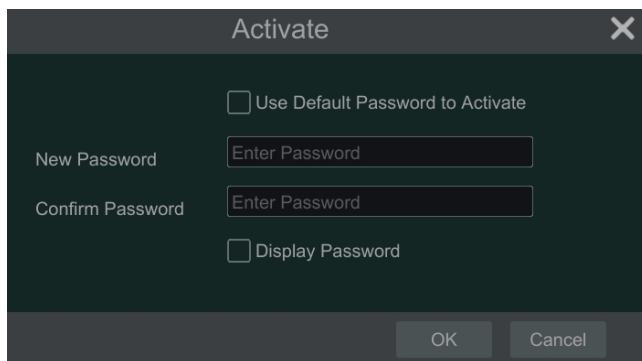 Activate
Use Default Password to Activate
New Password Enter Password
Confirm Password Enter Password
Display Password
OK Cancel